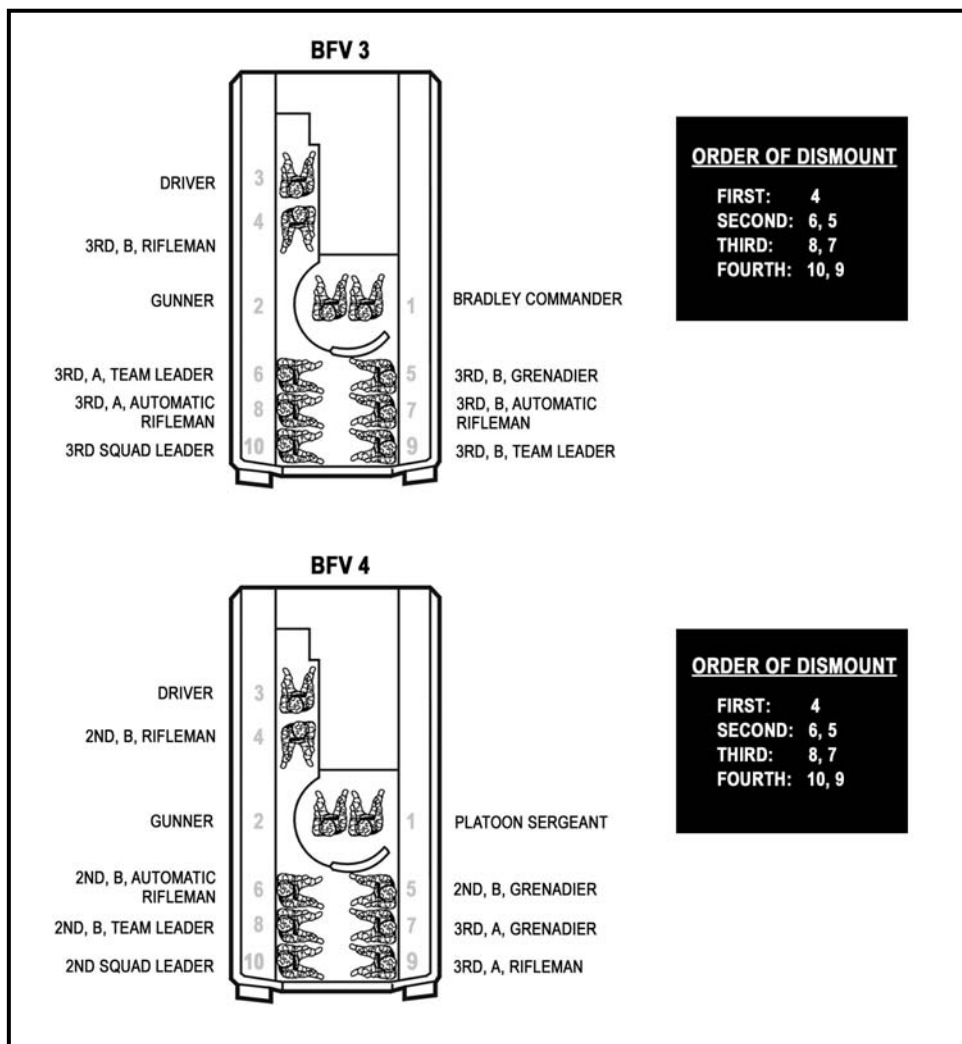 BFV 3
DRIVER
3
4
3RD, B, RIFLEMAN
GUNNER
2
1
BRADLEY COMMANDER
3RD, A, TEAM LEADER
6
5
3RD, B, GRENADIER
3RD, A, AUTOMATIC
RIFLEMAN
8
7
3RD, B, AUTOMATIC
RIFLEMAN
3RD SQUAD LEADER
10
9
3RD, B, TEAM LEADER
ORDER OF DISMOUNT
FIRST: 4
SECOND: 6, 5
THIRD: 8, 7
FOURTH: 10, 9
BFV 4
DRIVER
3
2ND, B, RIFLEMAN
4
GUNNER
2
1
PLATOON SERGEANT
2ND, B, AUTOMATIC
RIFLEMAN
6
5
2ND, B, GRENADIER
2ND, B, TEAM LEADER
8
7
3RD, A, GRENADIER
2ND SQUAD LEADER
10
9
3RD, A, RIFLEMAN
ORDER OF DISMOUNT
FIRST: 4
SECOND: 6, 5
THIRD: 8, 7
FOURTH: 10, 9